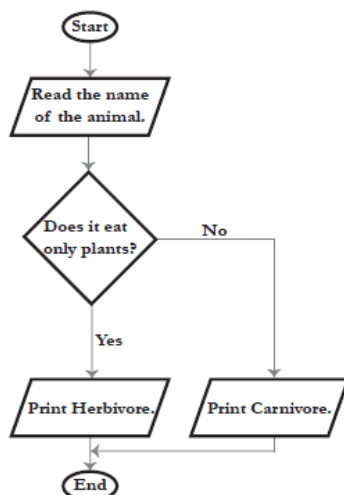 Start
Read the name
of the animal.
Does it eat
only plants?
No
Yes
Print Herbivore.
Print Carnivore.
End